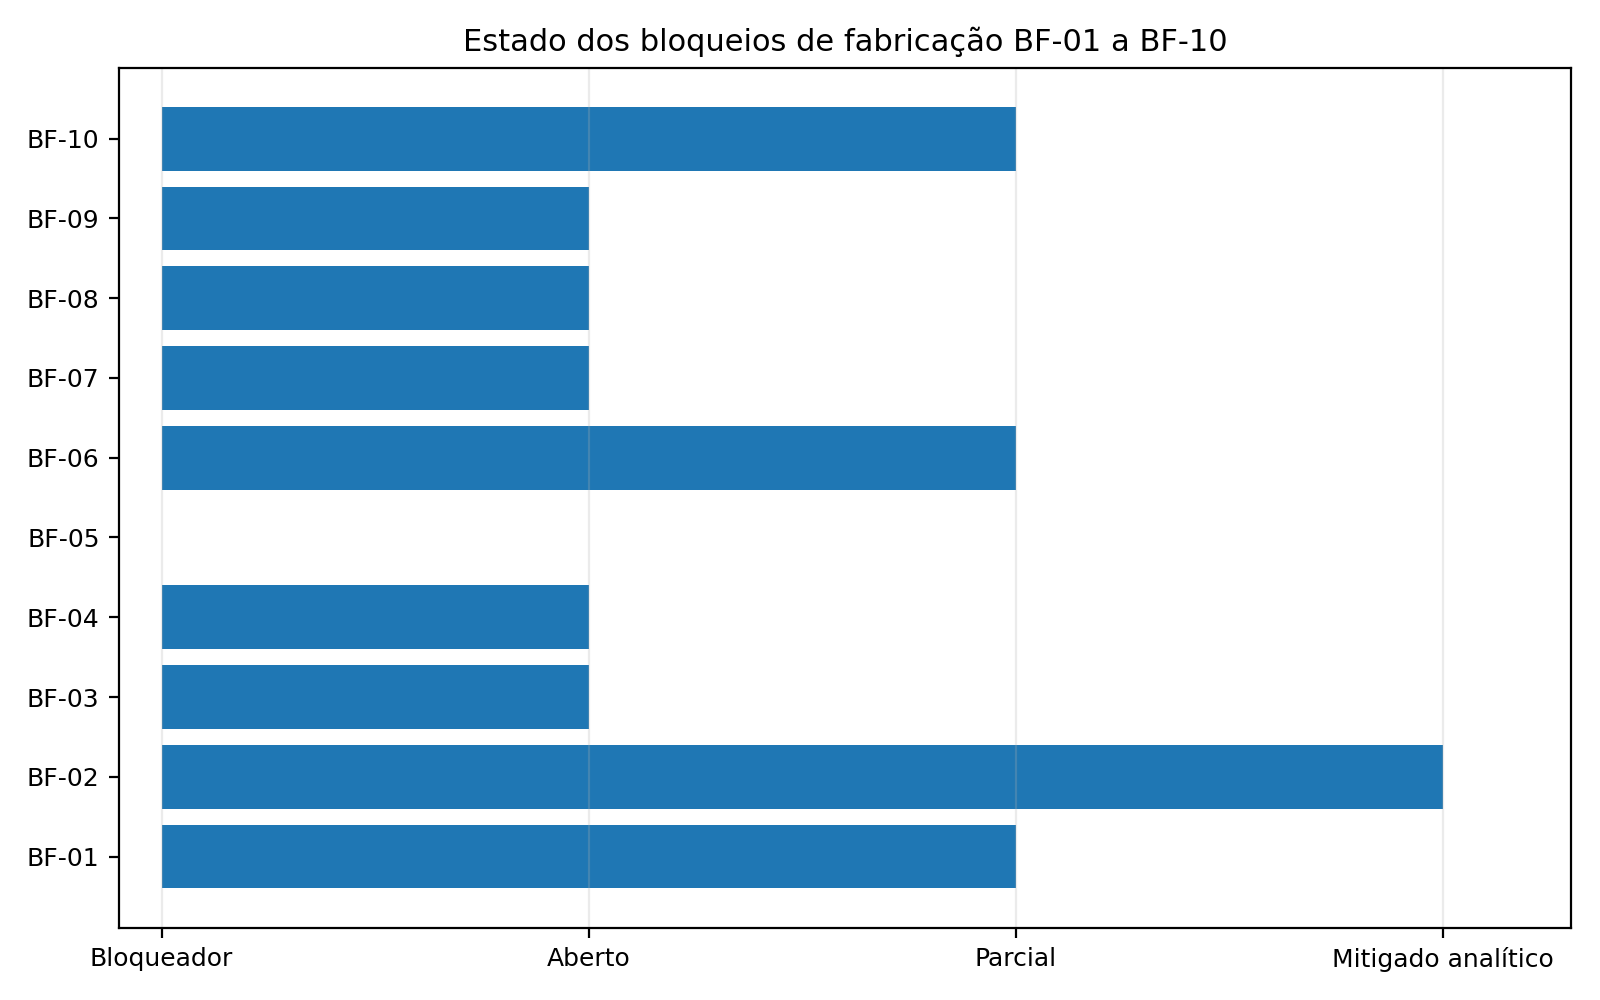 Estado dos bloqueios de fabricação BF-01 a BF-10
BF-10
BF-09
BF-08
BF-07
BF-06
BF-05
BF-04
BF-03
BF-02
BF-01
Bloqueador Aberto Parcial Mitigado analítico